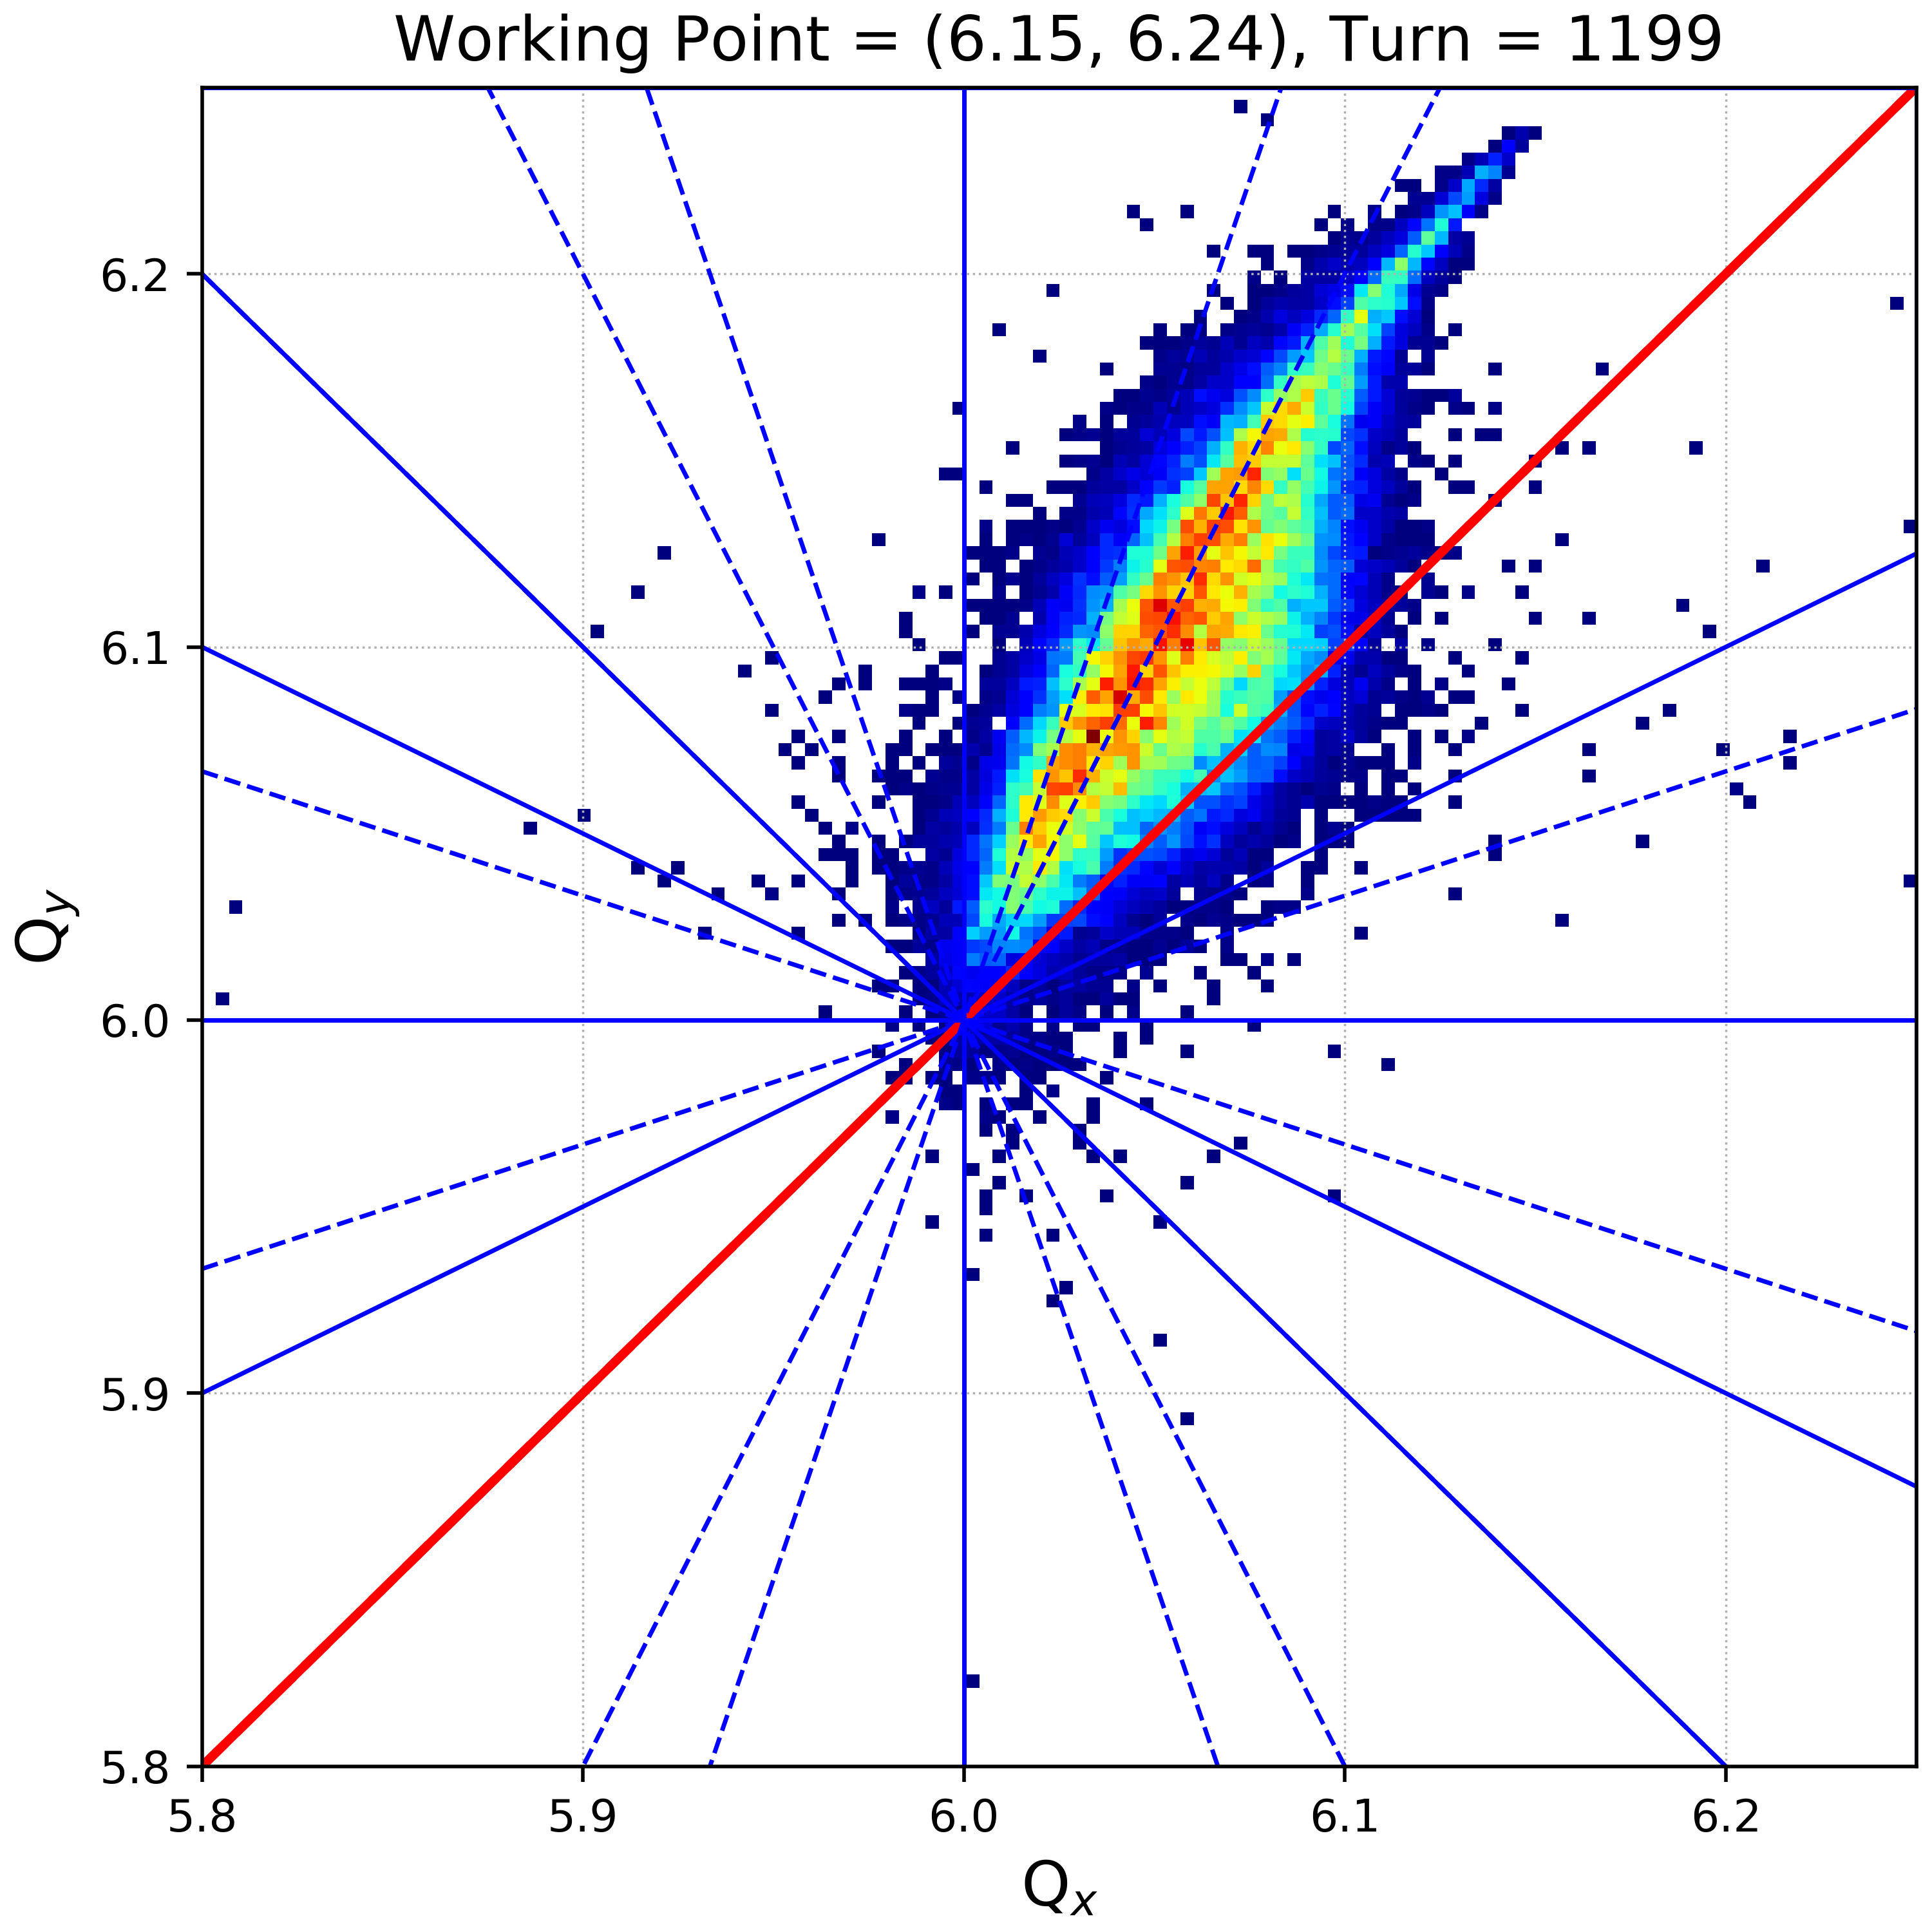 Working Point = (6.15, 6.24), Turn = 1199
6.2
6.1
6.0
5.9
5.8
Qy
5.8 5.9 6.0 6.1 6.2
Qx